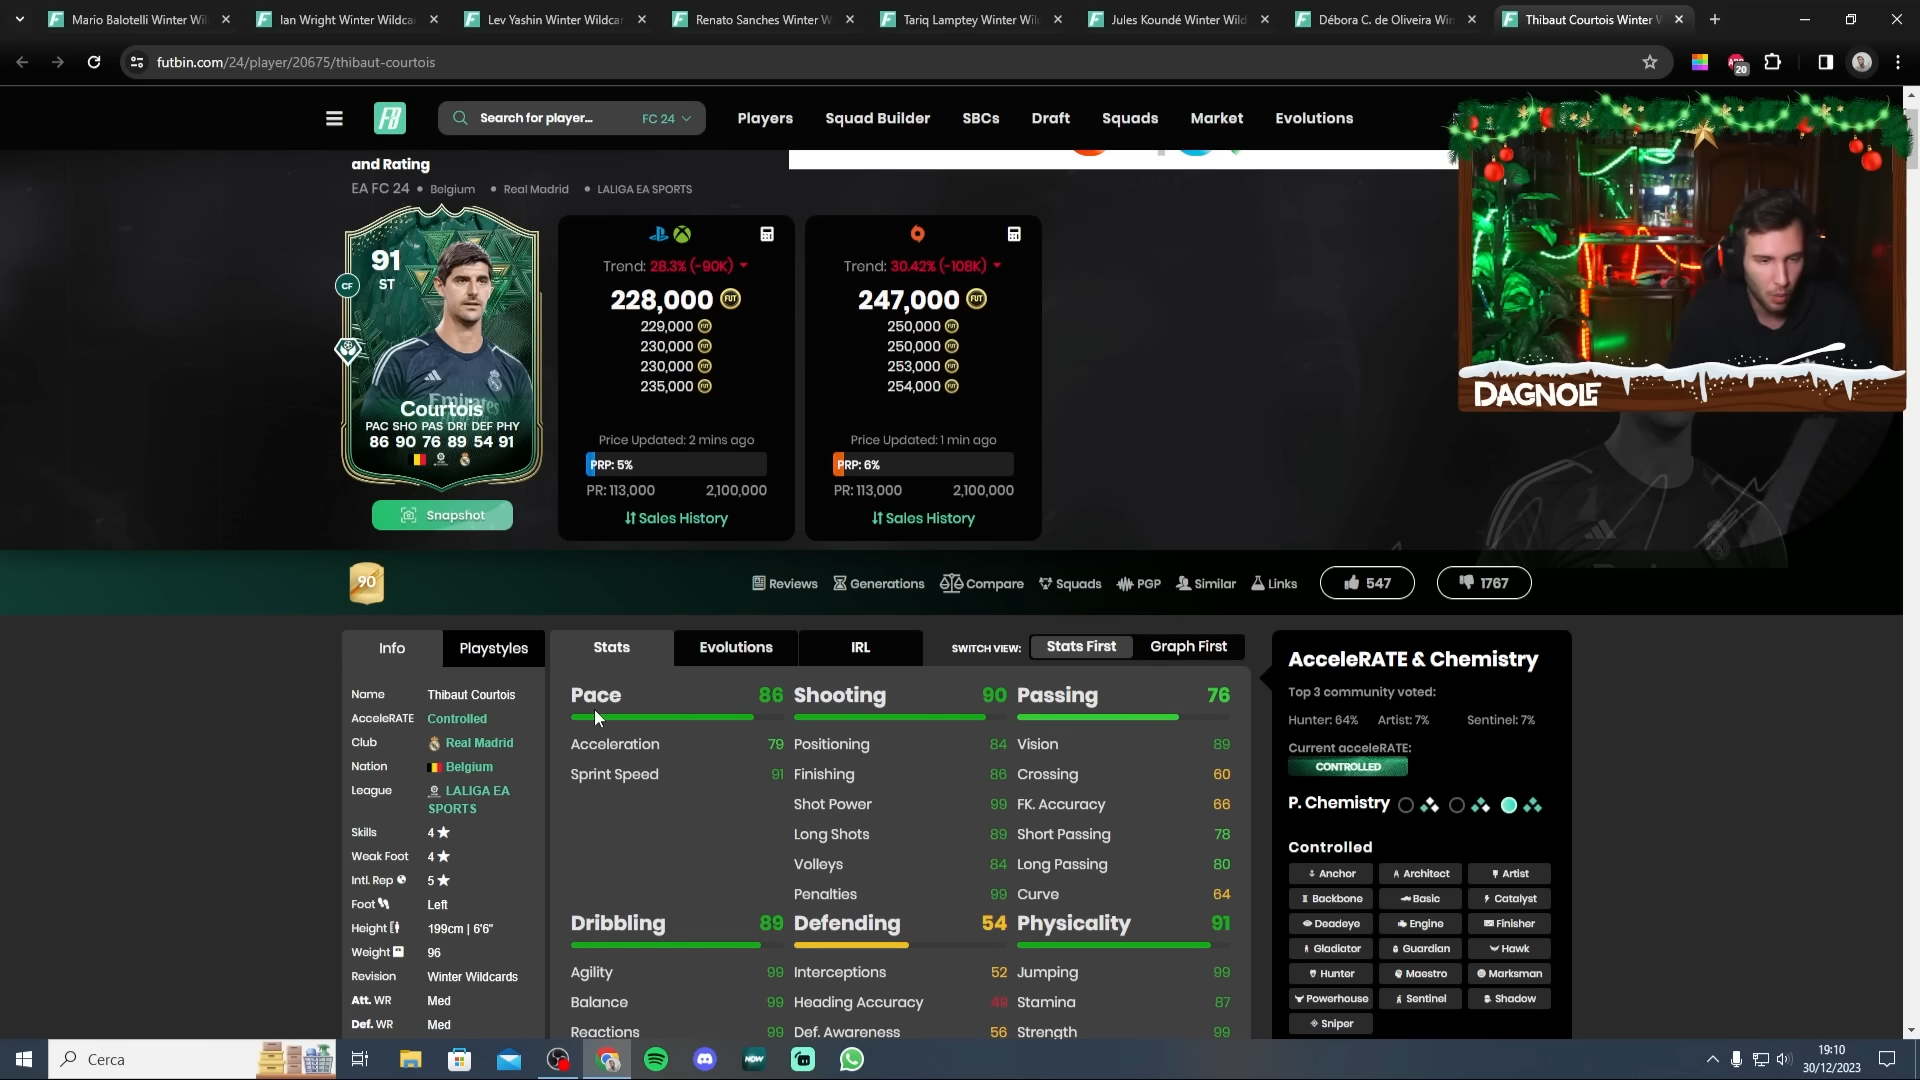 Mario Balotelli Winter Wil
Ian Wright Winter Wildca
Lev Yashin Winter Wildcar
Renato Sanches Winter W
Tariq Lamptey Winter Wil
Jules Koundé Winter Wild
Débora C. de Oliveira Win
Thibaut Courtois Winter V
futbin.com/24/player/20675/thibaut-courtois
20
Search for player...
FC 24
Players
Squad Builder
SBCs
Draft
Squads
Market
Evolutions
and Rating
EA FC 24 • Belgium • Real Madrid • LALIGA EA SPORTS
91
ST
CF
Courtois
PAC SHO PAS DRI DEF PHY
86 90 76 89 54 91
Snapshot
Trend: 28.3% (-90K)
228,000
229,000
230,000
230,000
235,000
Price Updated: 2 mins ago
PRP: 5%
PR: 113,000 2,100,000
Sales History
Trend: 30.42% (-108K)
247,000
250,000
250,000
253,000
254,000
Price Updated: 1 min ago
PRP: 6%
PR: 113,000 2,100,000
Sales History
DAGNOLF
90
Reviews
Generations
Compare
Squads
PGP
Similar
Links
547
1767
Info
Playstyles
Name Thibaut Courtois
AcceleRATE Controlled
Club Real Madrid
Nation Belgium
League LALIGA EA SPORTS
Skills 4
Weak Foot 4
Intl. Rep 5
Foot Left
Height 199cm | 6'6"
Weight 96
Revision Winter Wildcards
Att. WR Med
Def. WR Med
Stats
Evolutions
IRL
SWITCH VIEW:
Stats First
Graph First
Pace 86
Acceleration 79
Sprint Speed 91
Shooting 90
Positioning 84
Finishing 86
Shot Power 99
Long Shots 89
Volleys 84
Penalties 99
Passing 76
Vision 89
Crossing 60
FK. Accuracy 66
Short Passing 78
Long Passing 80
Curve 64
Dribbling 89
Agility 99
Balance 99
Reactions 99
Defending 54
Interceptions 52
Heading Accuracy 49
Def. Awareness 56
Physicality 91
Jumping 99
Stamina 87
Strength 99
AcceleRATE & Chemistry
Top 3 community voted:
Hunter: 64% Artist: 7% Sentinel: 7%
Current acceleRATE:
CONTROLLED
P. Chemistry
Controlled
Anchor
Architect
Artist
Backbone
Basic
Catalyst
Deadeye
Engine
Finisher
Gladiator
Guardian
Hawk
Hunter
Maestro
Marksman
Powerhouse
Sentinel
Shadow
Sniper
Cerca
NOW
19:10
30/12/2023